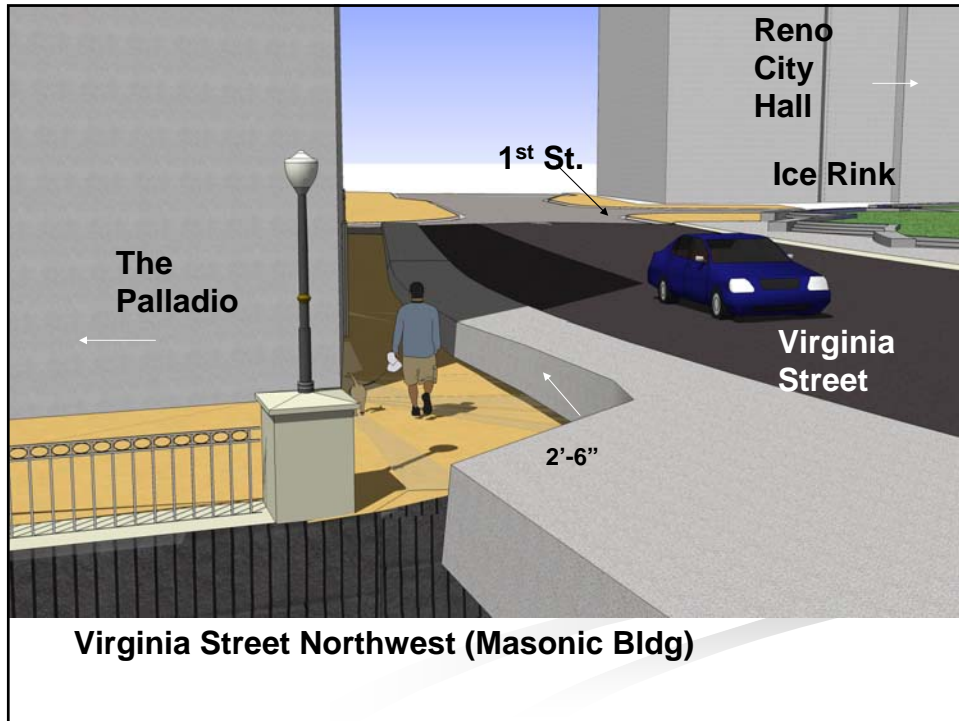 Reno
City
Hall
1st St.
Ice Rink
The
Palladio
Virginia
Street
2’-6”
Virginia Street Northwest (Masonic Bldg)